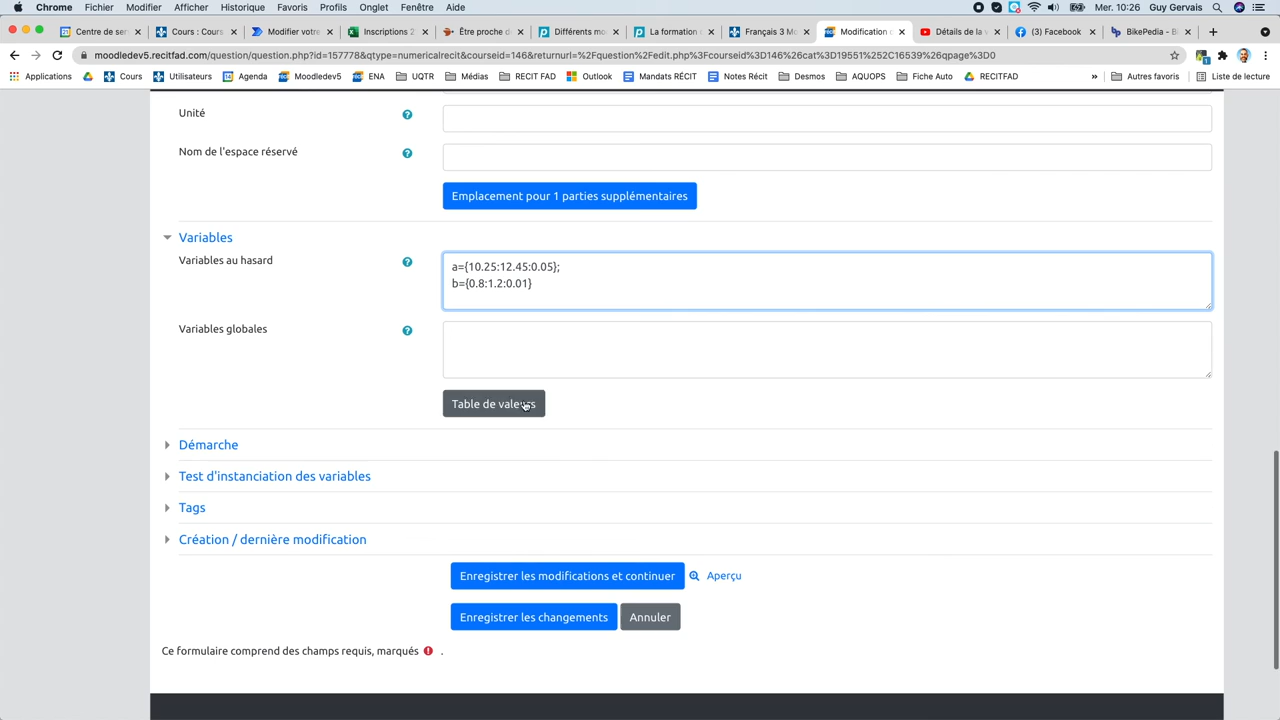 Chrome Fichier Modifier Afficher Historique Favoris Profils Onglet Fenêtre Aide Mer. 10:26 Guy Gervais
Centre de ser
Cours : Cours
Modifier votre
Inscriptions 2
Être proche d
Différents mo
La formation
Français 3 M
Modification
Détails de la v
(3) Facebook
BikePedia - B
moodledev5.recitfad.com/question/question.php?id=157778&qtype=numericalrecit&courseid=146&returnurl=%2Fquestion%2Fedit.php%3Fcourseid%3D146%26cat%3D19551%252C16539%26qpage%3D0
Applications Cours Utilisateurs Agenda Moodledev5 ENA UQTR Médias RECIT FAD Outlook Mandats RÉCIT Notes Récit Desmos AQUOPS Fiche Auto RECITFAD » Autres favoris Liste de lecture
Unité
Nom de l'espace réservé
Emplacement pour 1 parties supplémentaires
Variables
Variables au hasard
a={10.25:12.45:0.05};
b={0.8:1.2:0.01}
Variables globales
Table de valeurs
Démarche
Test d'instanciation des variables
Tags
Création / dernière modification
Enregistrer les modifications et continuer Aperçu
Enregistrer les changements Annuler
Ce formulaire comprend des champs requis, marqués .